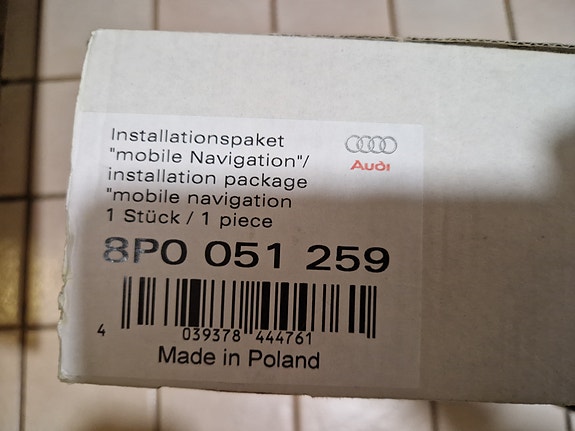 Installationspaket
"mobile Navigation"/
installation package
"mobile navigation
1 Stück / 1 piece
Audi
8P0 051 259
4 039378 444761
Made in Poland